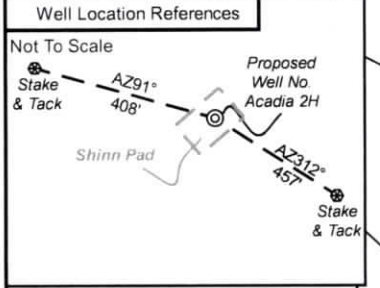 Well Location References
Not To Scale
Stake
& Tack
AZ91°
408'
Proposed
Well No.
Acadia 2H
Shinn Pad
AZ312°
457'
Stake
& Tack